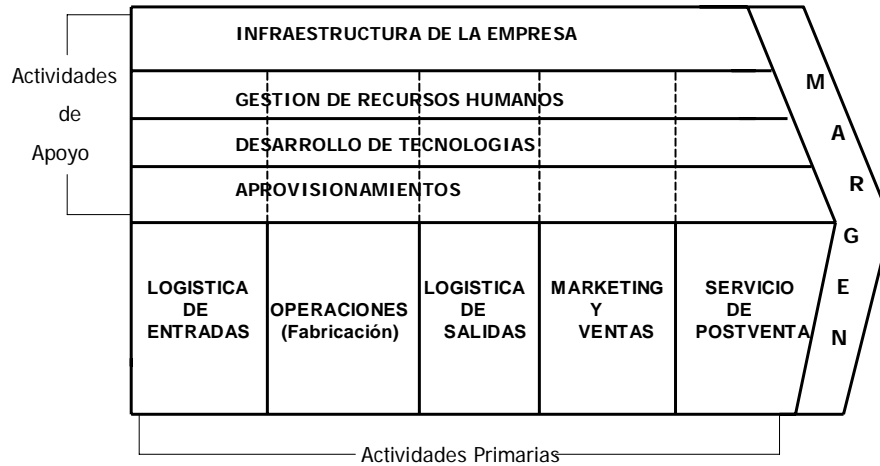 INFRAESTRUCTURA DE LA EMPRESA
Actividades
de
Apoyo
GESTION DE RECURSOS HUMANOS
DESARROLLO DE TECNOLOGIAS
APROVISIONAMIENTOS
LOGISTICA
DE
ENTRADAS
OPERACIONES
(Fabricación)
LOGISTICA
DE
SALIDAS
MARKETING
Y
VENTAS
SERVICIO
DE
POSTVENTA
MARGEN
Actividades Primarias